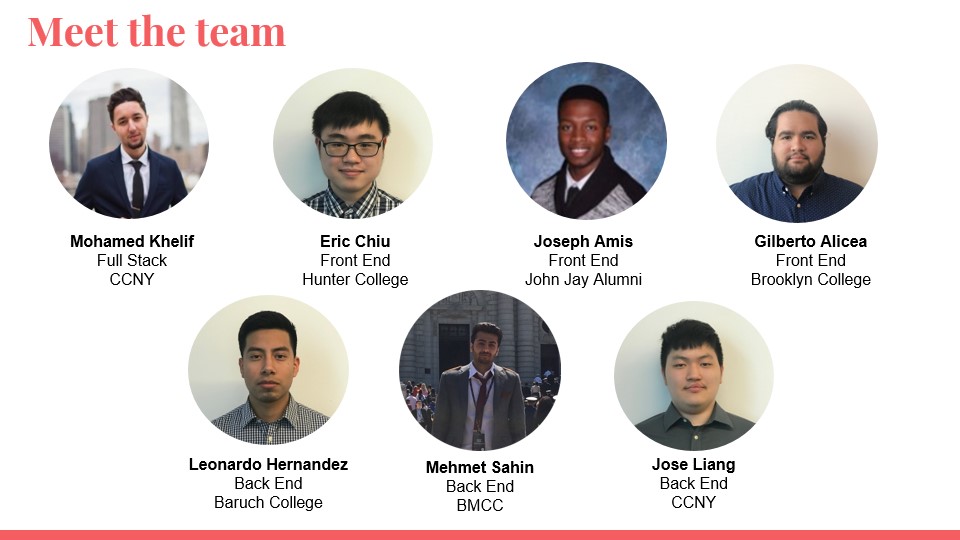 Meet the team
Mohamed Khelif
Full Stack
CCNY
Eric Chiu
Front End
Hunter College
Joseph Amis
Front End
John Jay Alumni
Gilberto Alicea
Front End
Brooklyn College
Leonardo Hernandez
Back End
Baruch College
Mehmet Sahin
Back End
BMCC
Jose Liang
Back End
CCNY